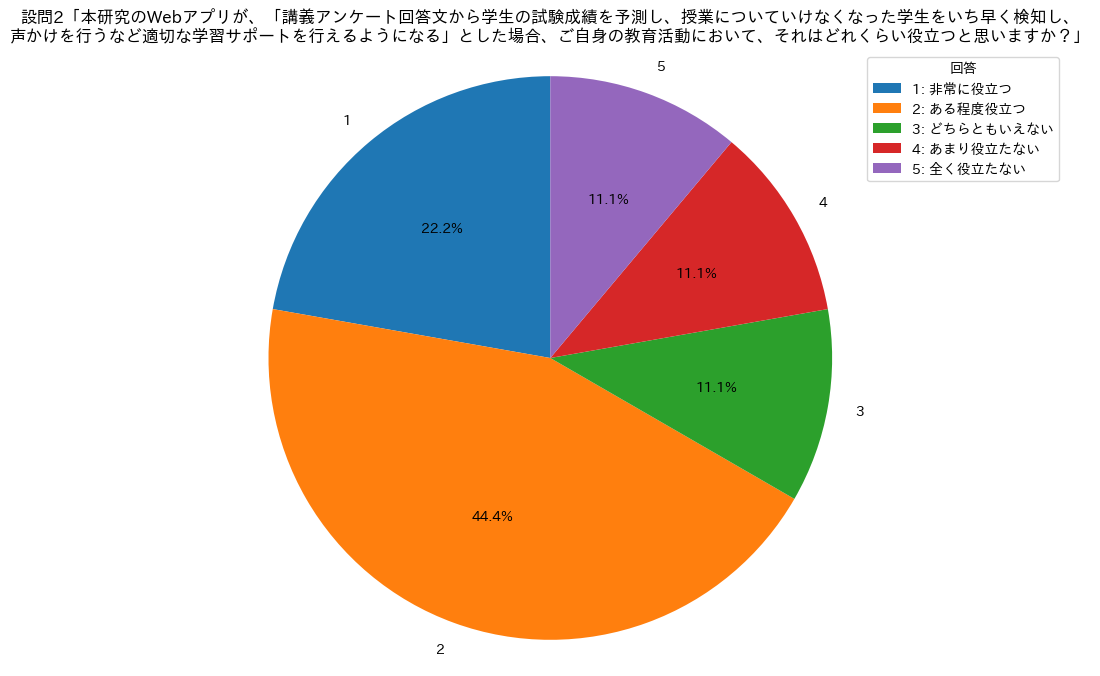 設問2「本研究のWebアプリが、「講義アンケート回答文から学生の試験成績を予測し、授業についていけなくなった学生をいち早く検知し、
声かけを行うなど適切な学習サポートを行えるようになる」とした場合、ご自身の教育活動において、それはどれくらい役立つと思いますか？」
回答
1: 非常に役立つ
2: ある程度役立つ
3: どちらともいえない
4: あまり役立たない
5: 全く役立たない
5
1
4
11.1%
22.2%
11.1%
11.1%
3
44.4%
2